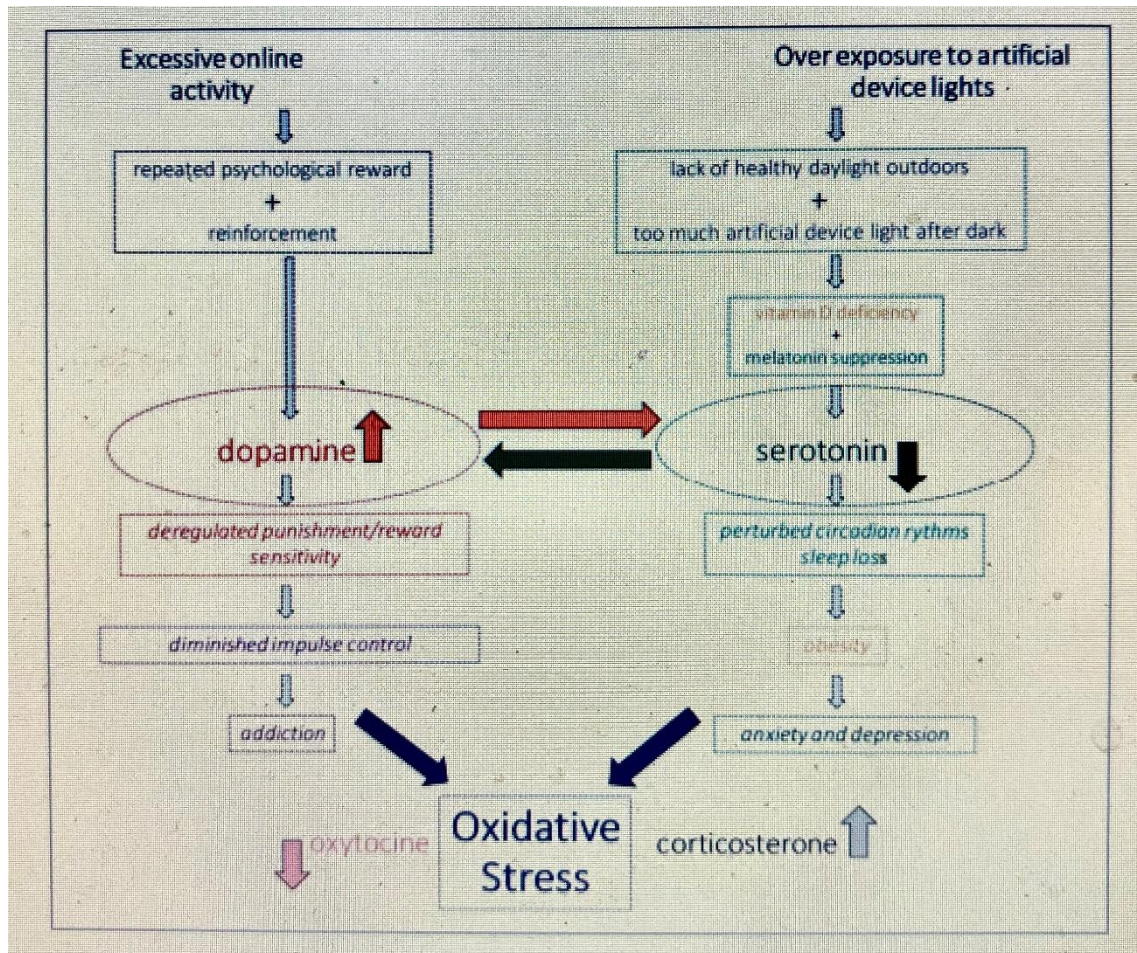 Excessive online
activity
repeated psychological reward
+
reinforcement
dopamine
deregulated punishment/reward
sensitivity
diminished impulse control
addiction
Over exposure to artificial
device lights
lack of healthy daylight outdoors
+
too much artificial device light after dark
vitamin D deficiency
+
melatonin suppression
serotonin
perturbed circadian rythms
sleep loss
obesity
anxiety and depression
oxytocine
Oxidative
Stress
corticosterone